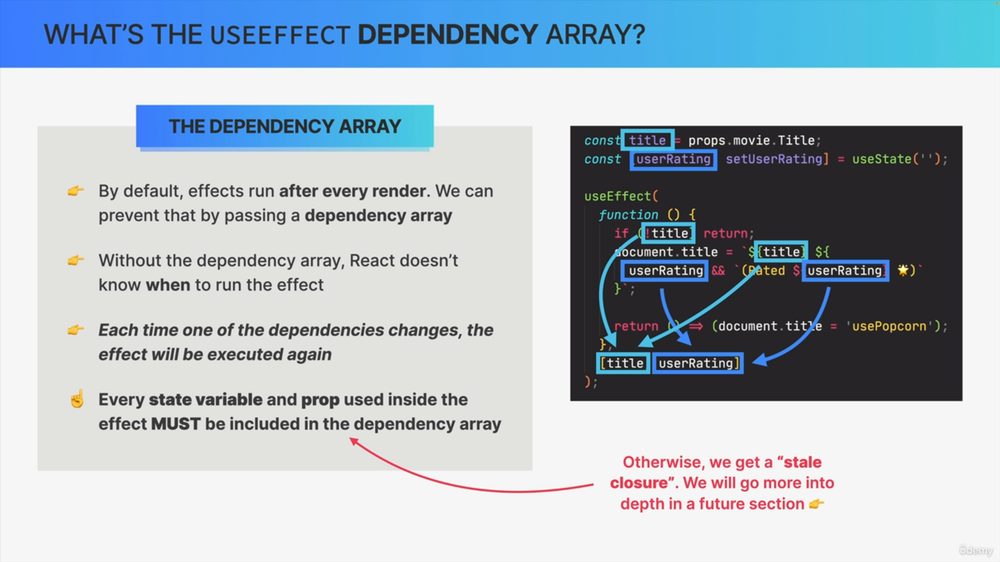 WHAT'S THE USEEFFECT DEPENDENCY ARRAY?
THE DEPENDENCY ARRAY
👉 By default, effects run after every render. We can
prevent that by passing a dependency array
👉 Without the dependency array, React doesn't
know when to run the effect
👉 Each time one of the dependencies changes, the
effect will be executed again
☝️ Every state variable and prop used inside the
effect MUST be included in the dependency array
const title = props.movie.Title;
const [userRating setUserRating] = useState('');
useEffect(
function () {
if (!title) return;
document.title = `${title} ${
userRating && `(Rated ${userRating} 🌟)`
}`;
return () => (document.title = 'usePopcorn');
},
[title userRating]
);
Otherwise, we get a “stale
closure”. We will go more into
depth in a future section 👉
ûdemy